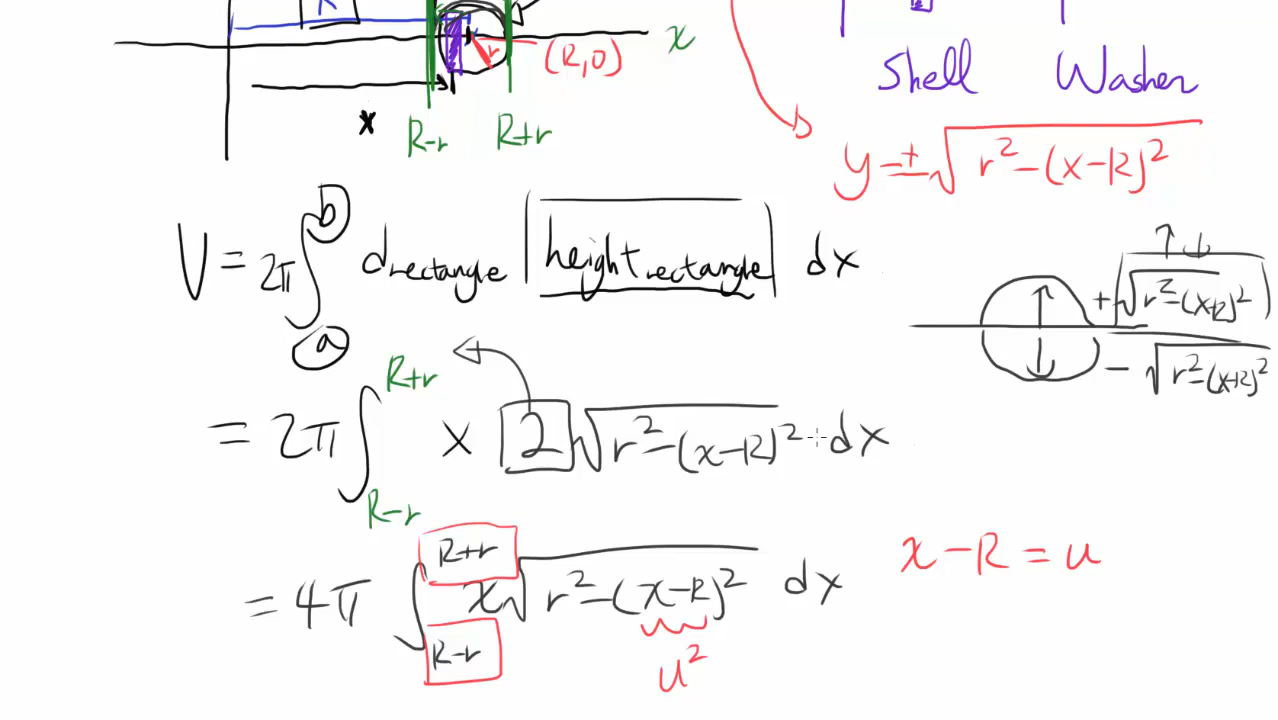 R
r
(R,0)
x
x
R-r
R+r
Shell
Washer
y=±√r²-(x-R)²
V = 2π∫ₐᵇ d_rectangle |height_rectangle| dx
+√r²-(x+R)²
-√r²-(x+R)²
= 2π ∫_{R-r}^{R+r} x 2√r²-(x-R)² dx
= 4π ∫_{R-r}^{R+r} x√r²-(x-R)² dx
x-R=u
u²